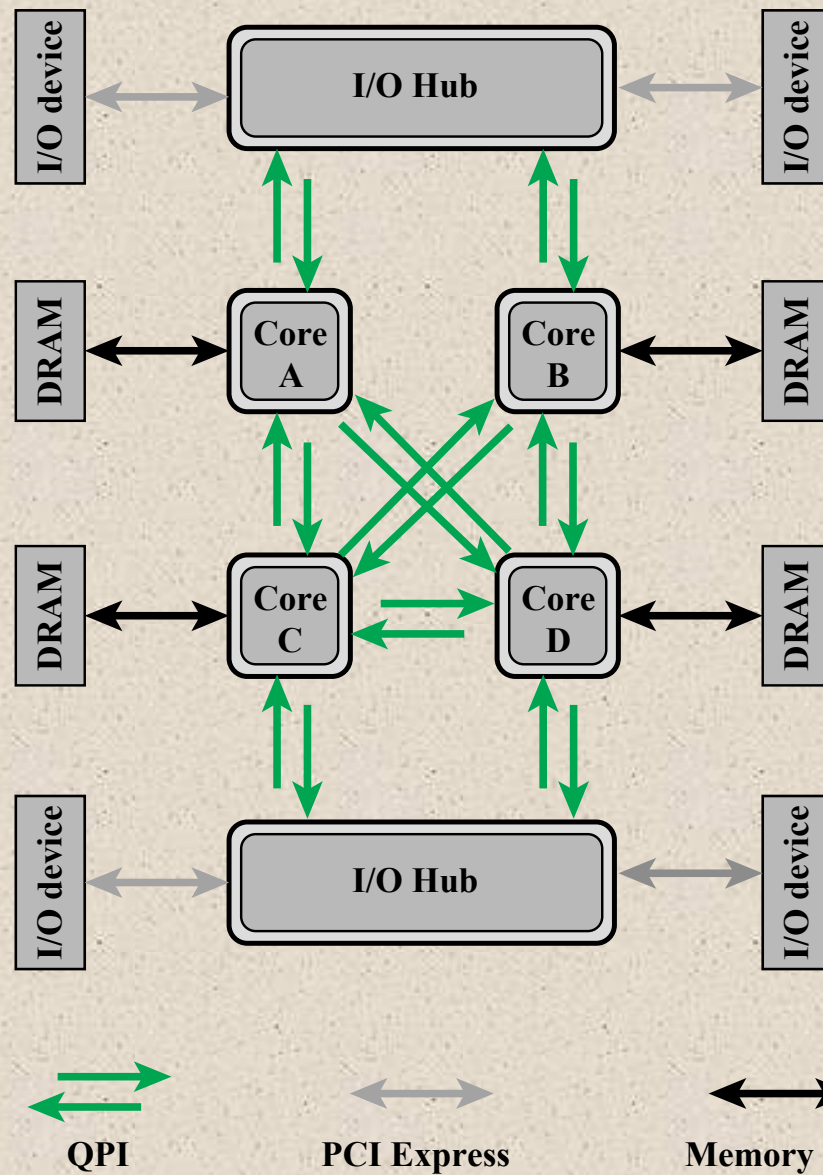 I/O device
I/O Hub
I/O device
DRAM
Core
A
Core
B
DRAM
DRAM
Core
C
Core
D
DRAM
I/O device
I/O Hub
I/O device
QPI
PCI Express
Memory